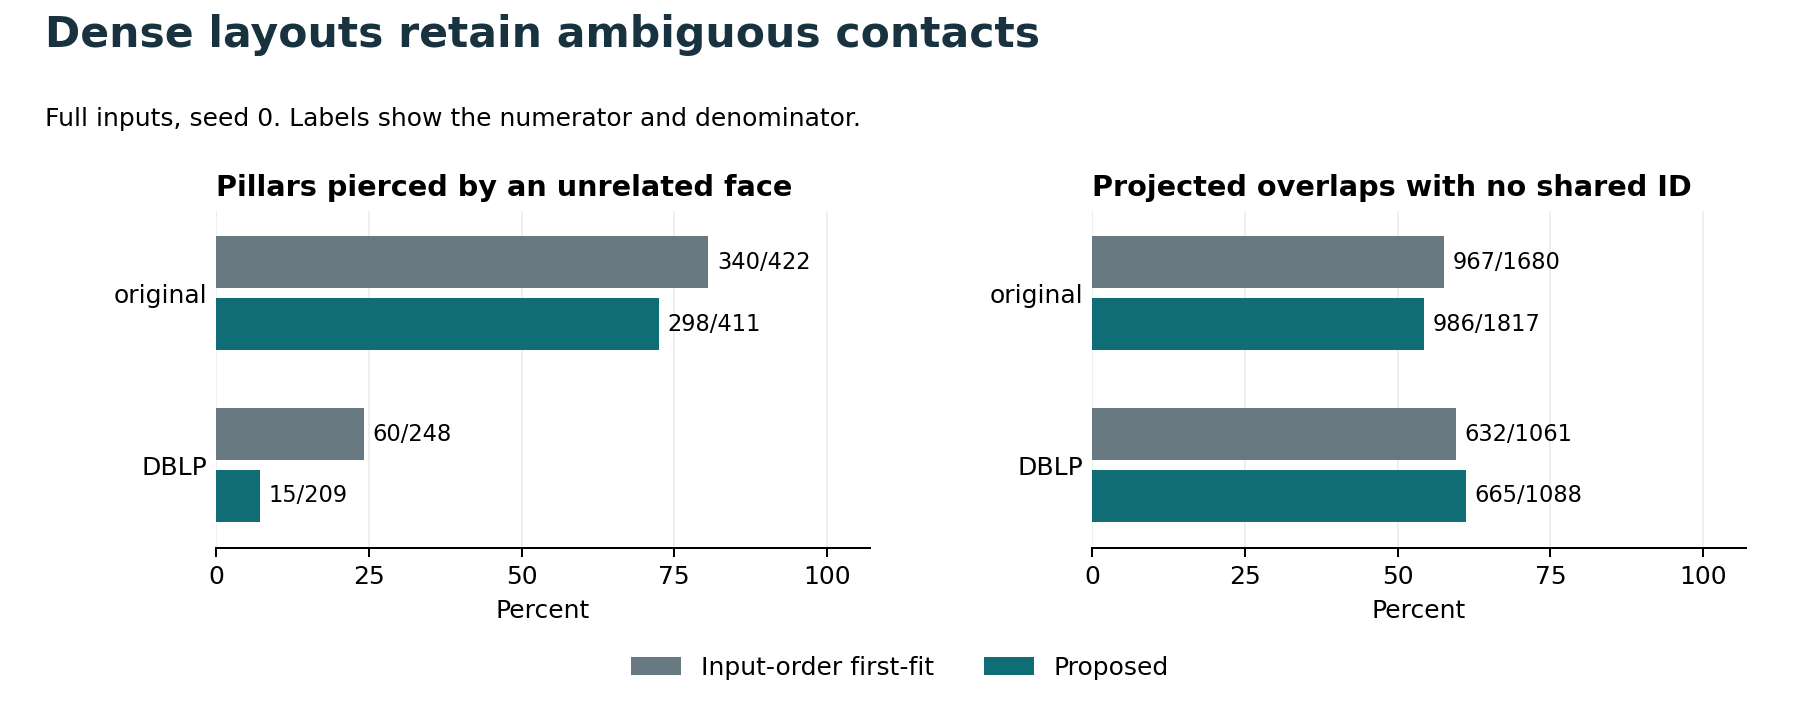 Dense layouts retain ambiguous contacts
Full inputs, seed 0. Labels show the numerator and denominator.
Pillars pierced by an unrelated face
original
340/422
298/411
DBLP
60/248
15/209
0 25 50 75 100
Percent
Projected overlaps with no shared ID
original
967/1680
986/1817
DBLP
632/1061
665/1088
0 25 50 75 100
Percent
Input-order first-fit
Proposed